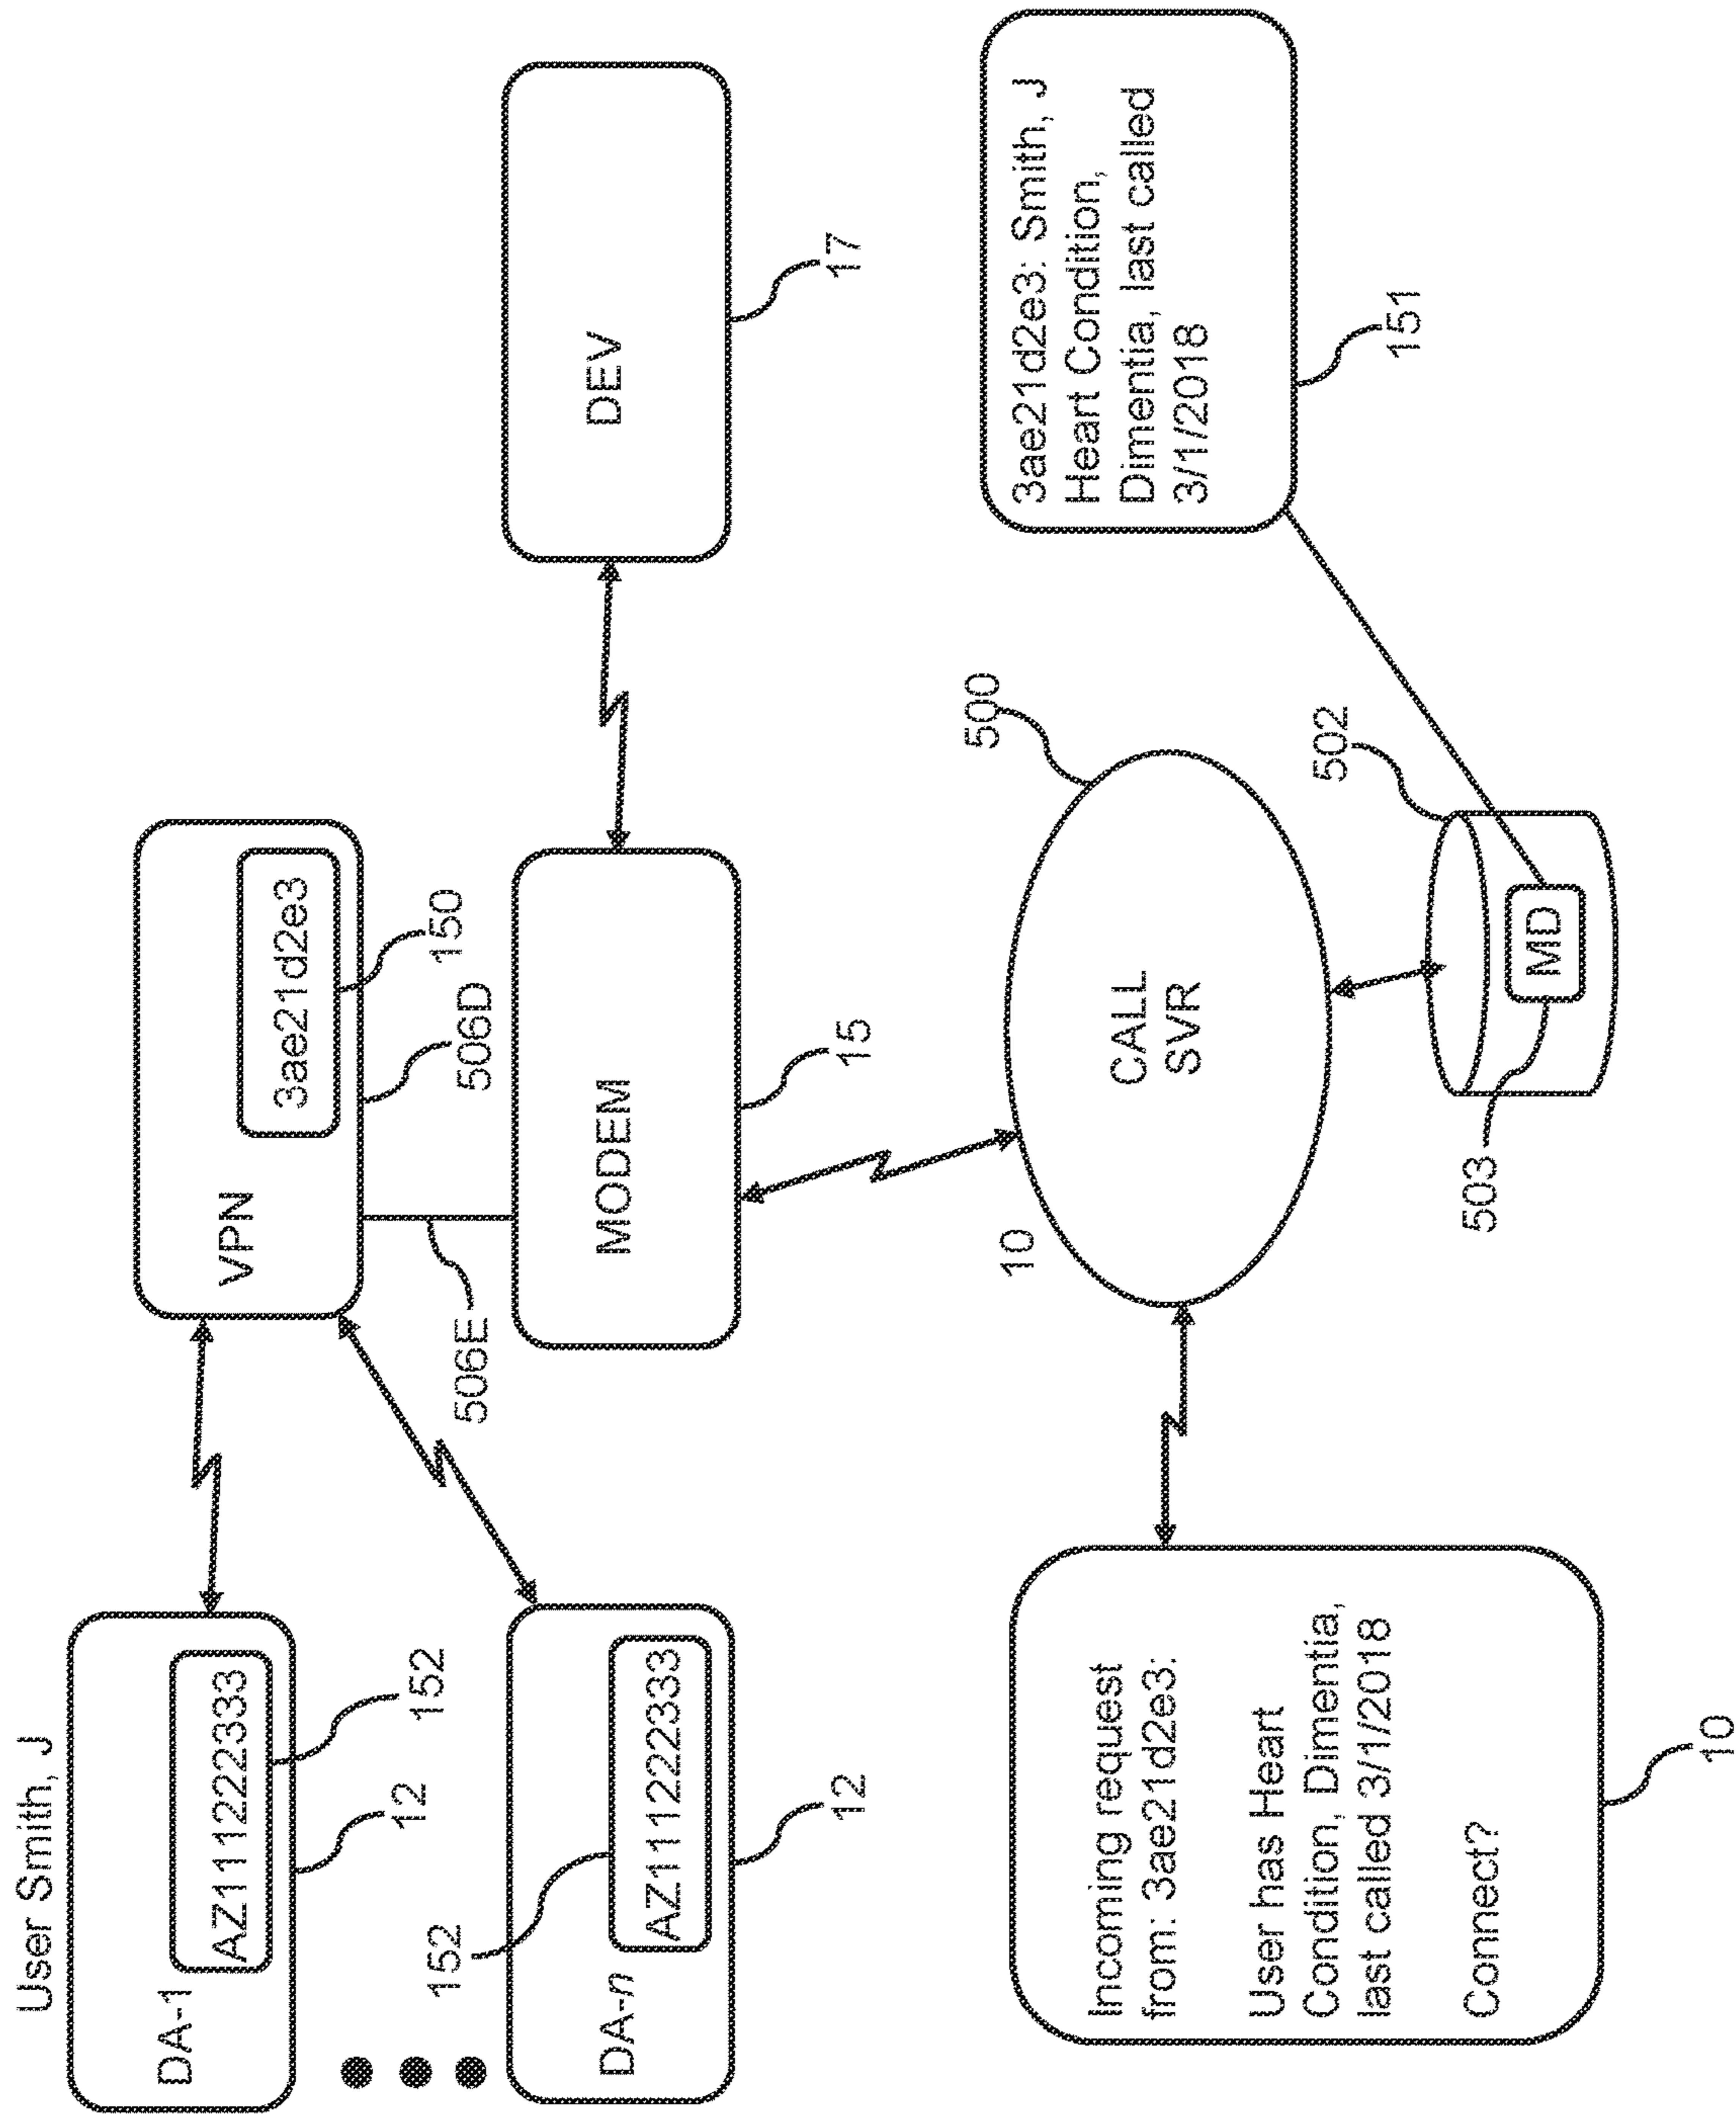 User Smith, J
DA-1
AZ111222333
152
12
DA-n
AZ111222333
152
12
VPN
3ae21d2e3
150
506D
506E
MODEM
15
DEV
17
Incoming request
from: 3ae21d2e3:
User has Heart
Condition, Dimentia,
last called 3/1/2018
Connect?
10
10
CALL
SVR
500
502
MD
503
3ae21d2e3: Smith, J
Heart Condition,
Dimentia, last called
3/1/2018
151